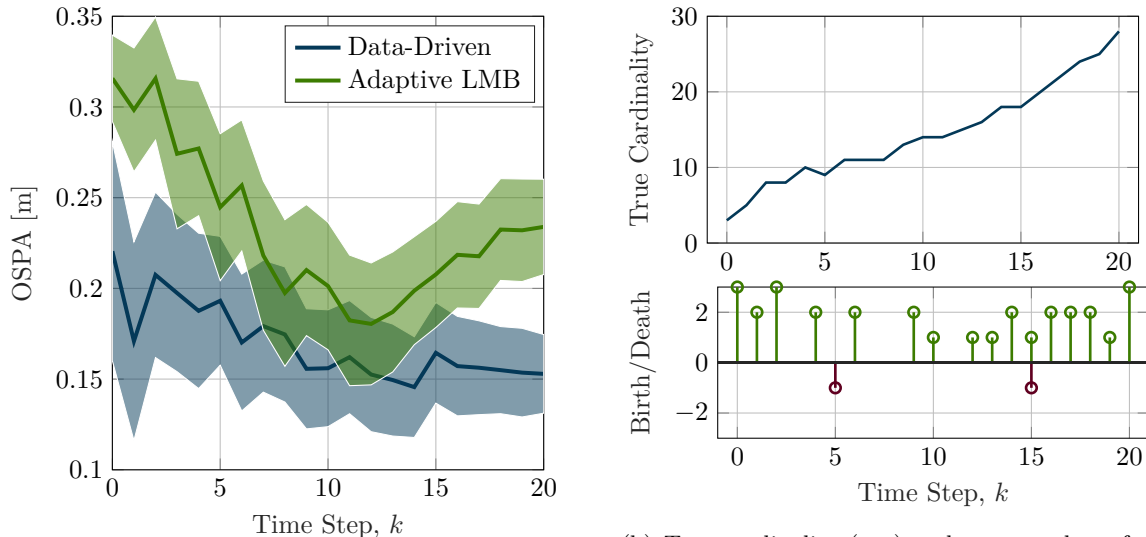 OSPA [m]
0.35
0.3
0.25
0.2
0.15
0.1
Data-Driven
Adaptive LMB
0 5 10 15 20
Time Step, k
True Cardinality
30
20
10
0
0 5 10 15 20
Birth/Death
2
0
−2
0 5 10 15 20
Time Step, k